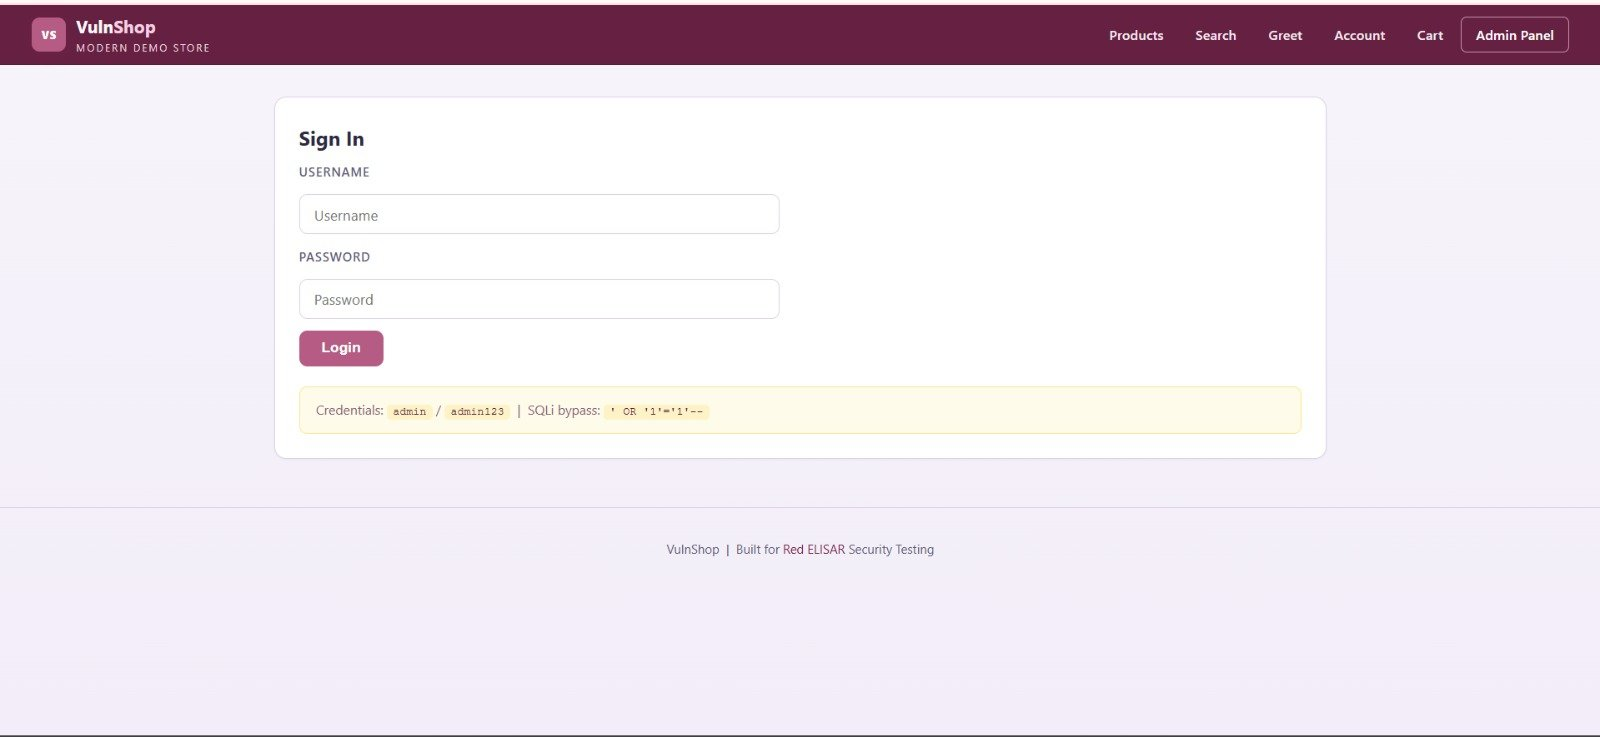 VS
VulnShop
MODERN DEMO STORE
Products Search Greet Account Cart Admin Panel
Sign In
USERNAME
Username
PASSWORD
Password
Login
Credentials: admin / admin123 | SQLi bypass: ' OR '1'='1'--
VulnShop | Built for Red ELISAR Security Testing